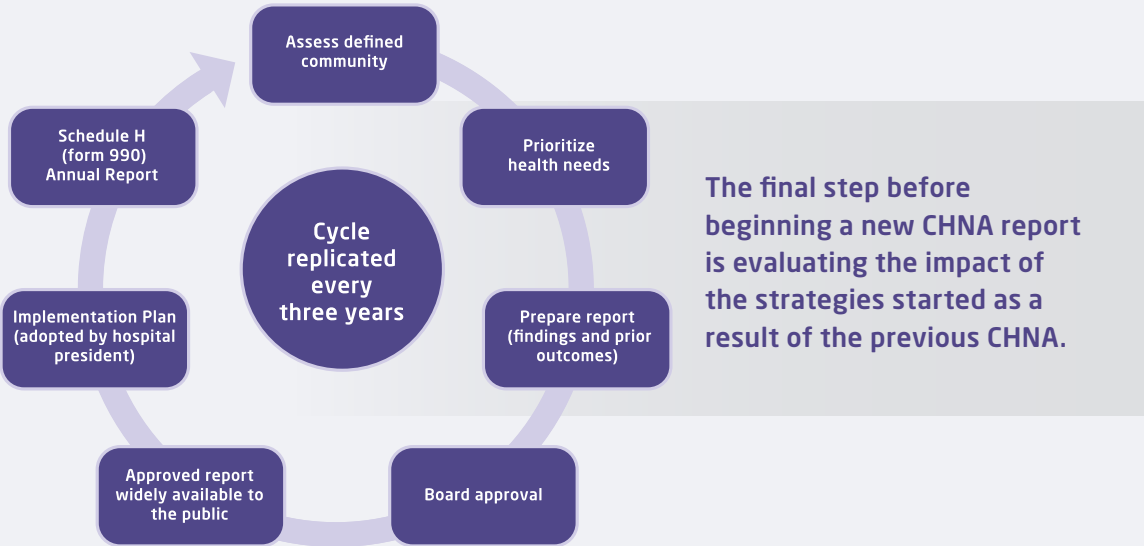 Assess defined
community
Prioritize
health needs
Prepare report
(findings and prior
outcomes)
Board approval
Approved report
widely available to
the public
Implementation Plan
(adopted by hospital
president)
Schedule H
(form 990)
Annual Report
Cycle
replicated
every
three years
The final step before
beginning a new CHNA report
is evaluating the impact of
the strategies started as a
result of the previous CHNA.